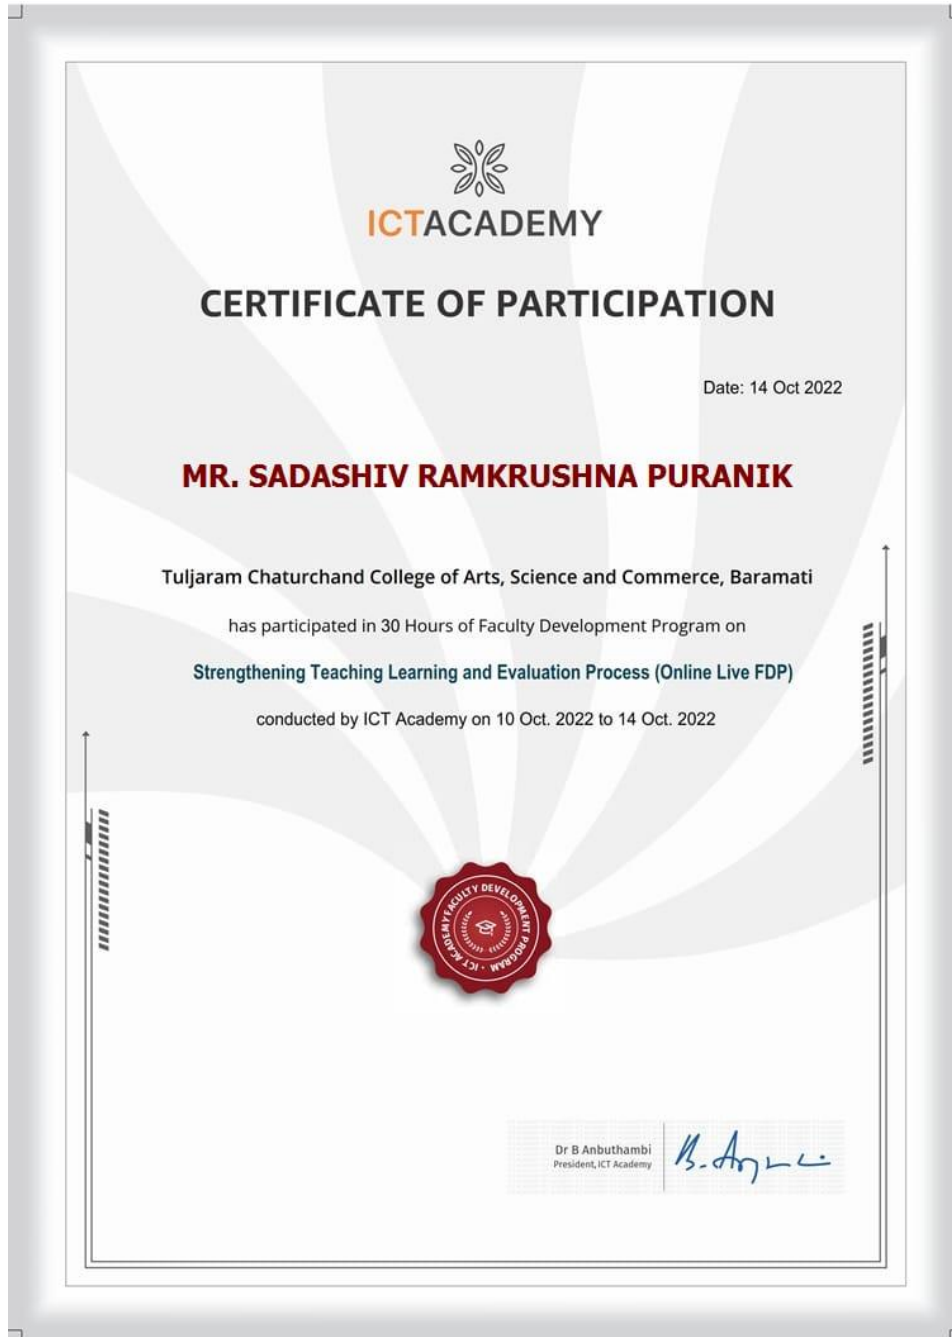 ICTACADEMY
CERTIFICATE OF PARTICIPATION
Date: 14 Oct 2022
MR. SADASHIV RAMKRUSHNA PURANIK
Tuljaram Chaturchand College of Arts, Science and Commerce, Baramati
has participated in 30 Hours of Faculty Development Program on
Strengthening Teaching Learning and Evaluation Process (Online Live FDP)
conducted by ICT Academy on 10 Oct. 2022 to 14 Oct. 2022
ICT ACADEMY FACULTY DEVELOPMENT PROGRAM
Dr B Anbuthambi
President, ICT Academy